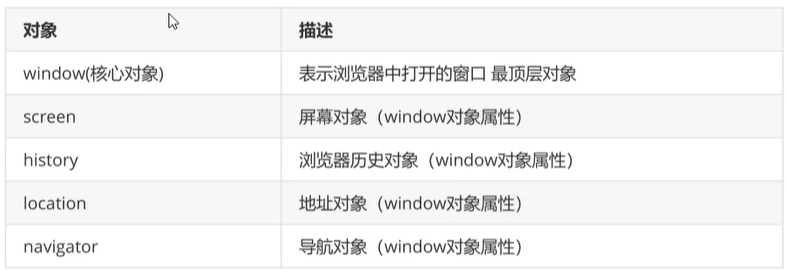 对象 描述
window(核心对象) 表示浏览器中打开的窗口 最顶层对象
screen 屏幕对象（window对象属性）
history 浏览器历史对象（window对象属性）
location 地址对象（window对象属性）
navigator 导航对象（window对象属性）